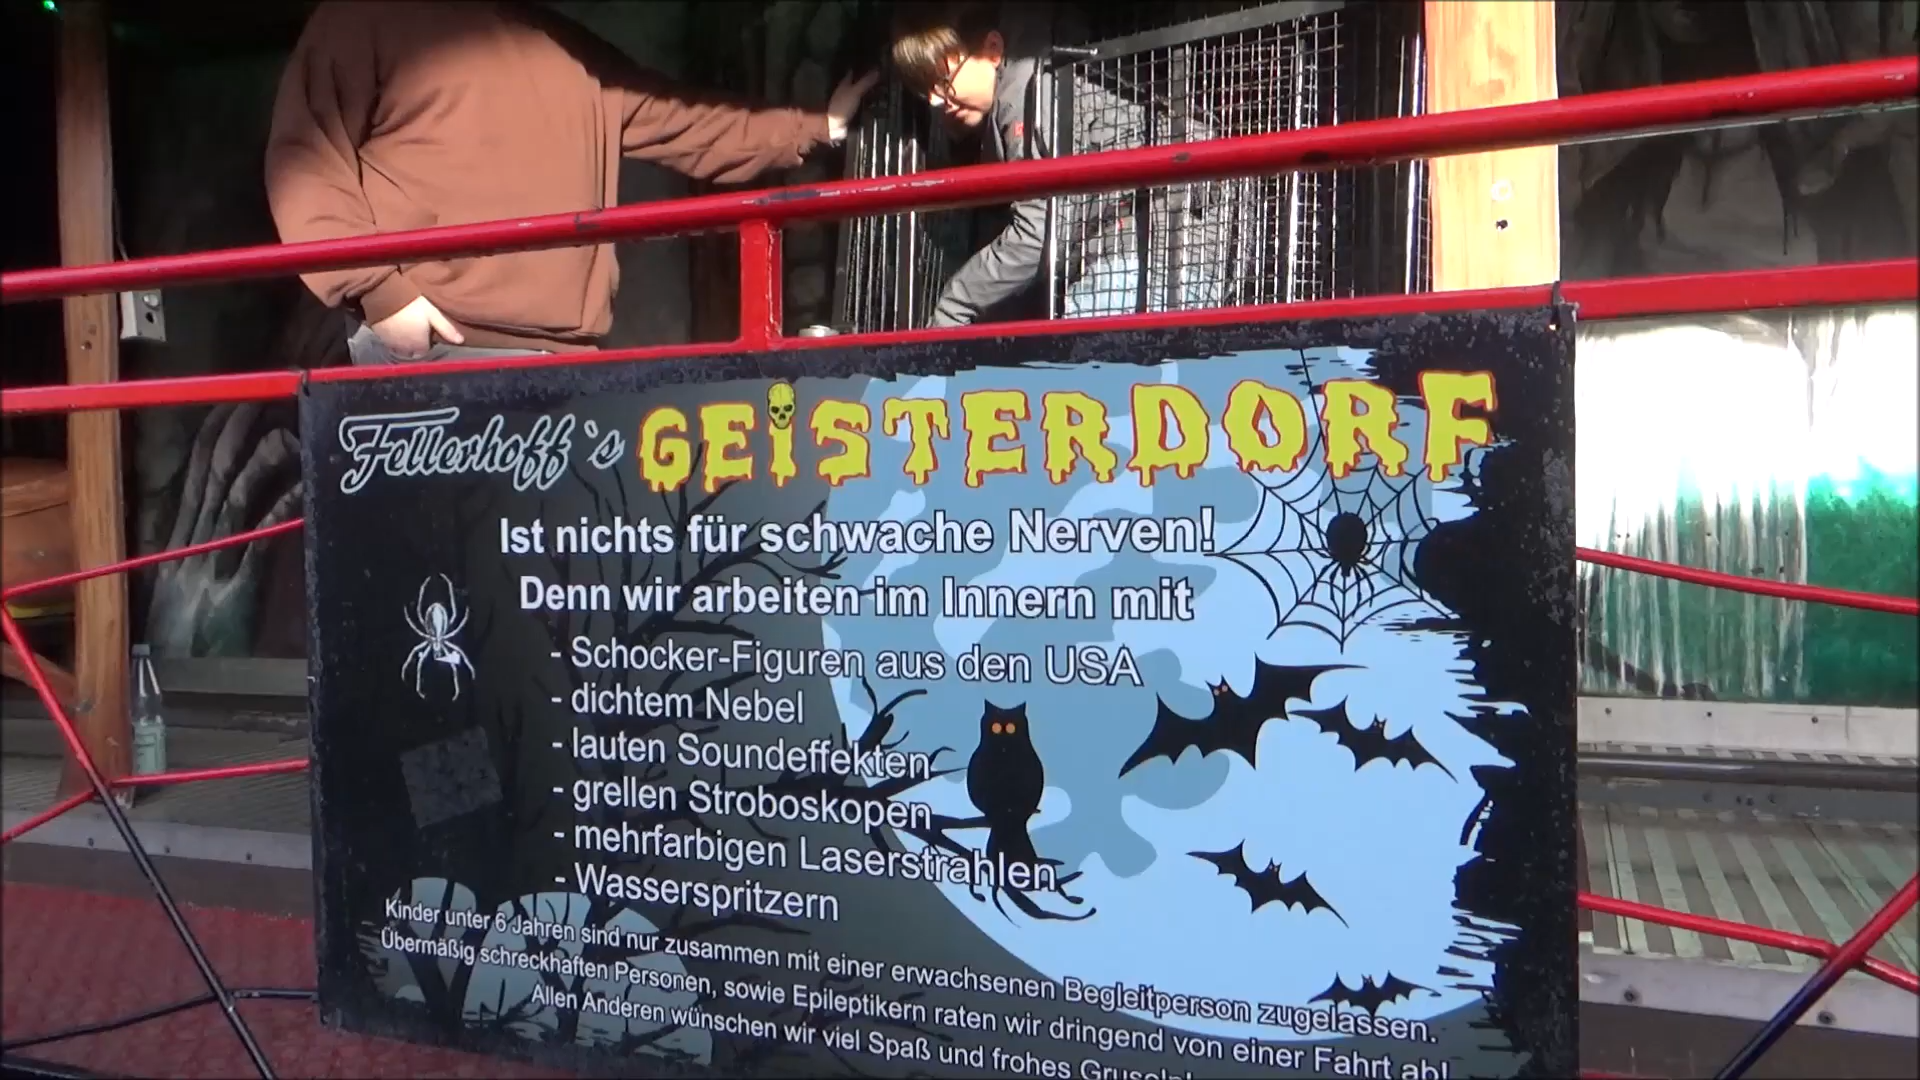 Fellerhoff`s GEiSTERDORF
Ist nichts für schwache Nerven!
Denn wir arbeiten im Innern mit
- Schocker-Figuren aus den USA
- dichtem Nebel
- lauten Soundeffekten
- grellen Stroboskopen
- mehrfarbigen Laserstrahlen
- Wasserspritzern
Kinder unter 6 Jahren sind nur zusammen mit einer erwachsenen Begleitperson zugelassen.
Übermäßig schreckhaften Personen, sowie Epileptikern raten wir dringend von einer Fahrt ab!
Allen Anderen wünschen wir viel Spaß und frohes Gruseln!